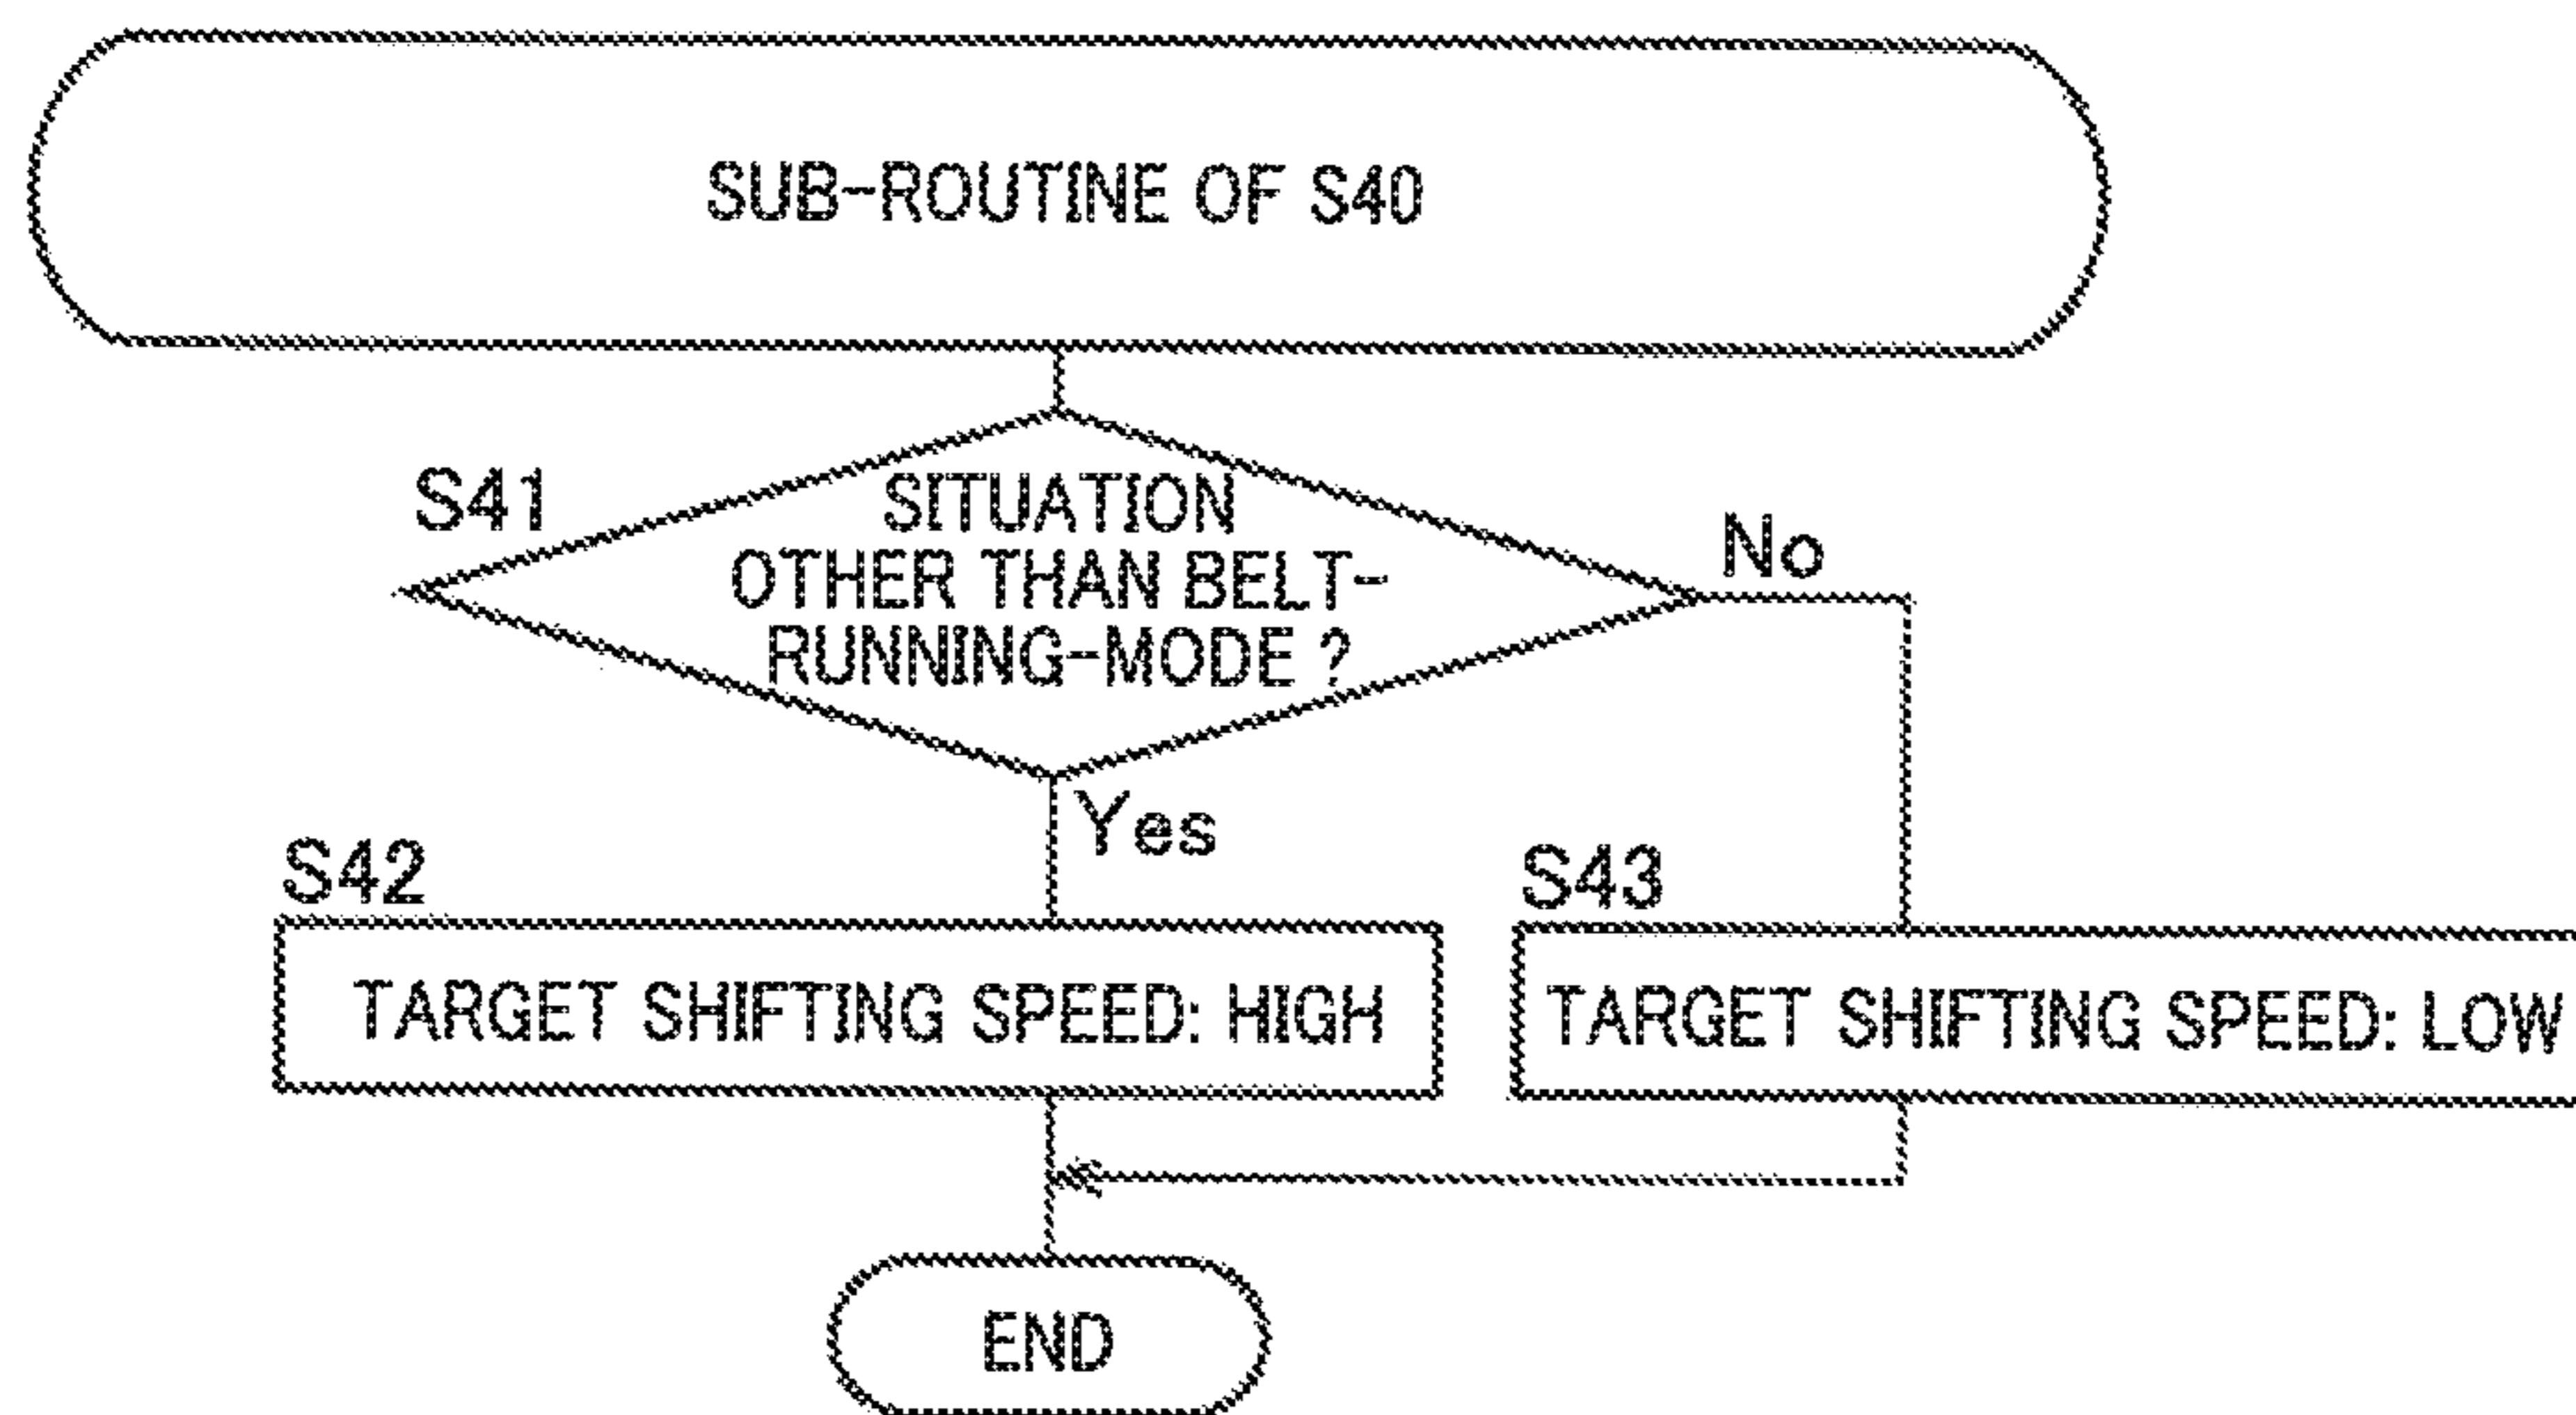 SUB-ROUTINE OF S40
S41
SITUATION
OTHER THAN BELT-
RUNNING-MODE ?
No
Yes
S42
S43
TARGET SHIFTING SPEED: HIGH
TARGET SHIFTING SPEED: LOW
END